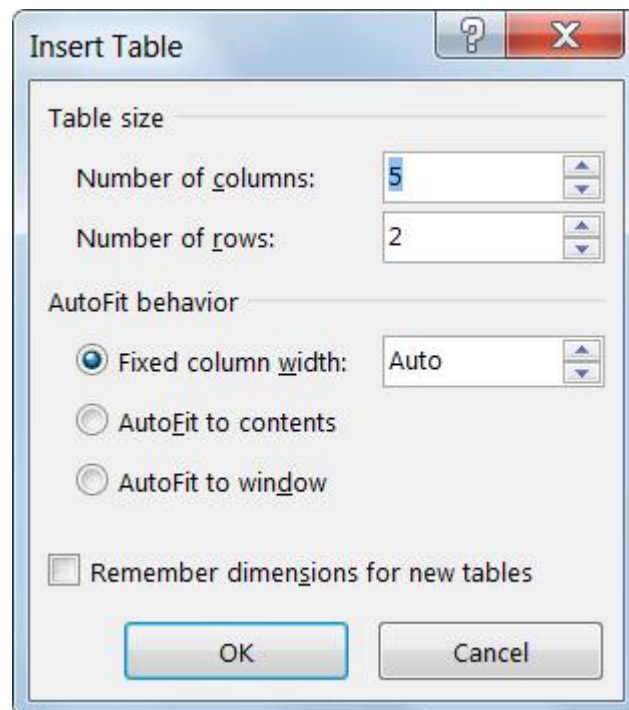 Insert Table
Table size
Number of columns: 5
Number of rows: 2
AutoFit behavior
Fixed column width: Auto
AutoFit to contents
AutoFit to window
Remember dimensions for new tables
OK Cancel